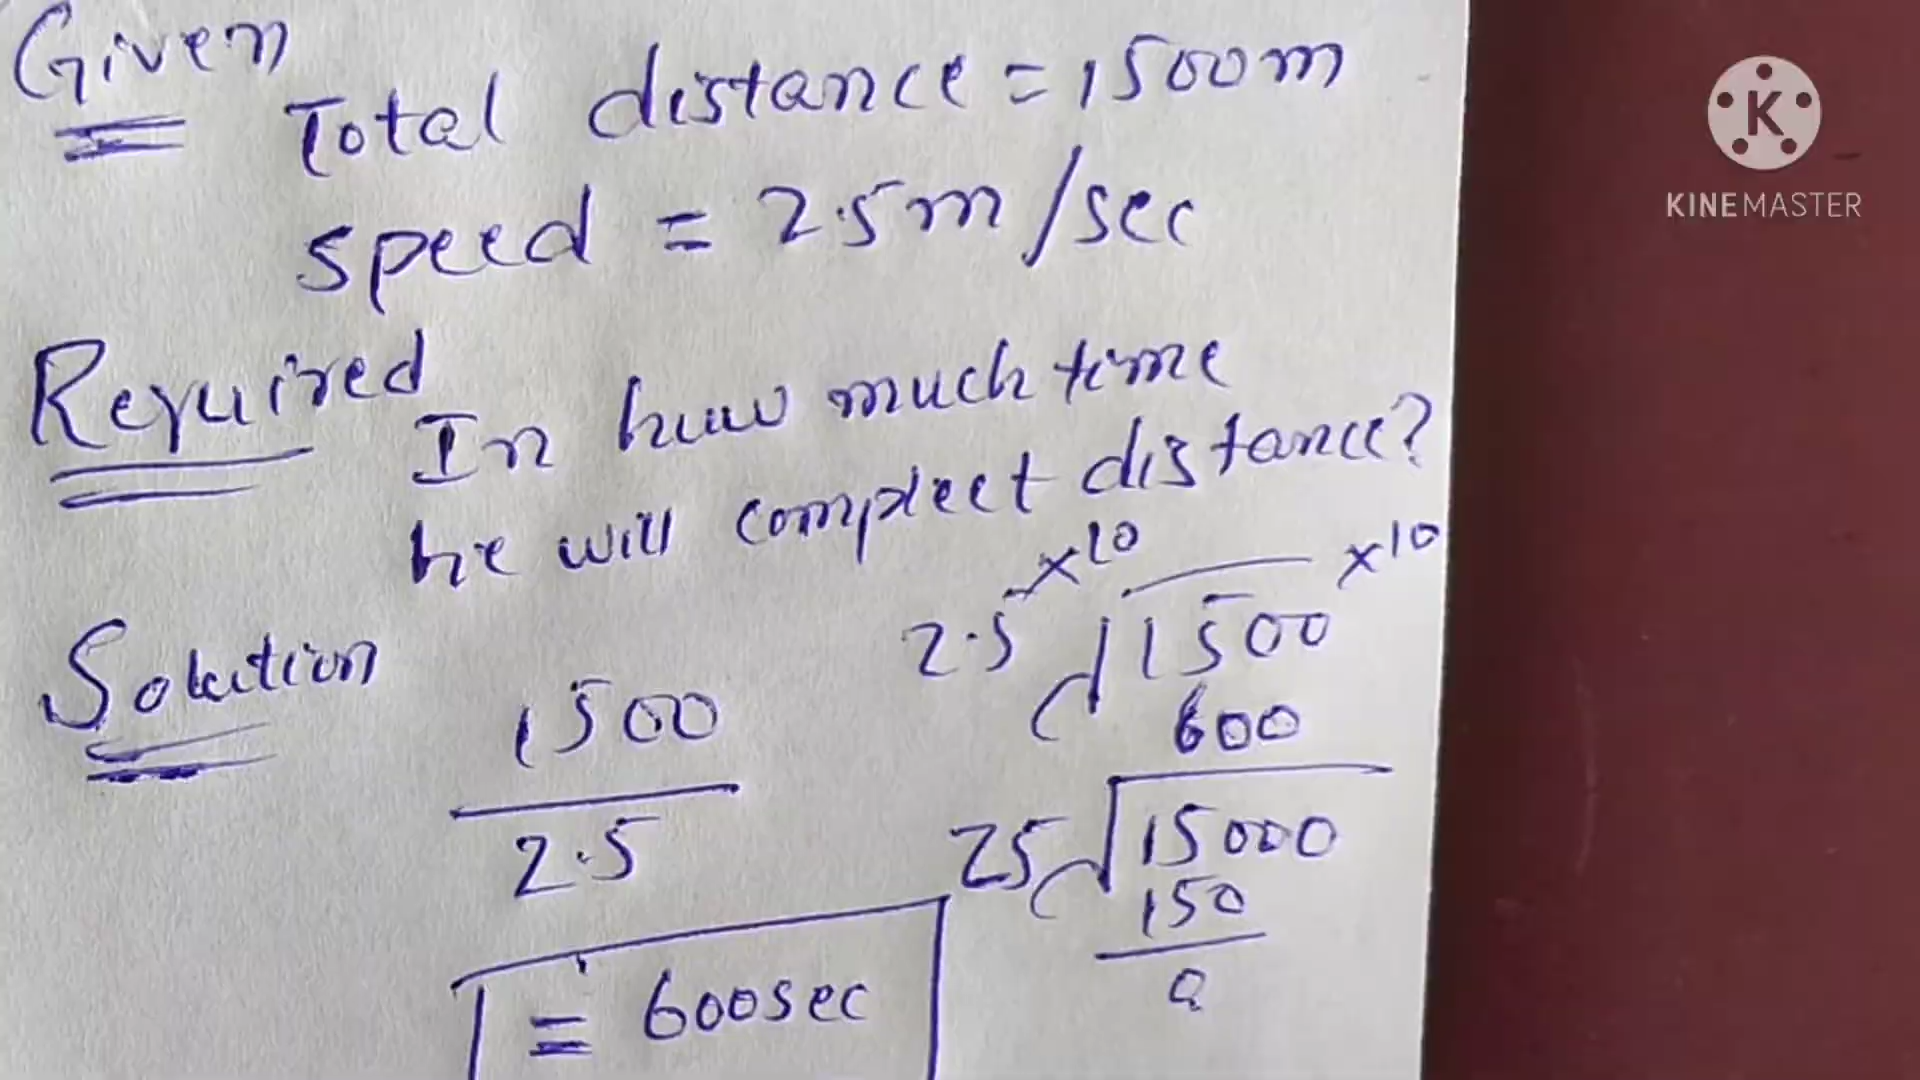 Given
Total distance = 1500m
speed = 2.5m/sec
Required
In how much time
he will compleet distance?
Solution
1500
2.5
= 600sec
2.5 x10 1500 x10
600
25 15000
150
0
K
KINEMASTER